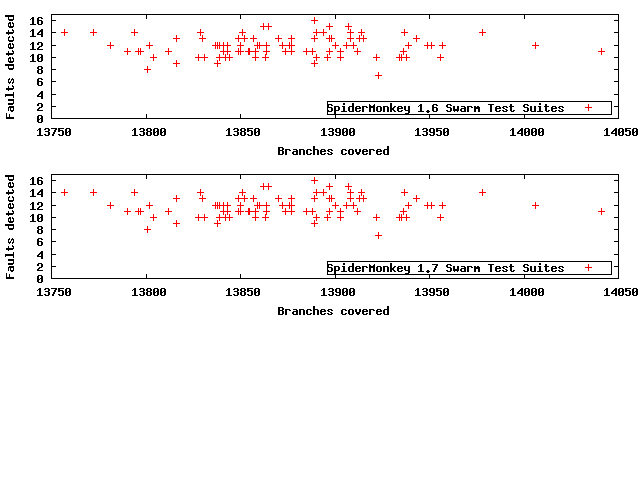 Faults detected
16
14
12
10
8
6
4
2
0
13750 13800 13850 13900 13950 14000 14050
SpiderMonkey 1.6 Swarm Test Suites
Branches covered
Faults detected
16
14
12
10
8
6
4
2
0
13750 13800 13850 13900 13950 14000 14050
SpiderMonkey 1.7 Swarm Test Suites
Branches covered